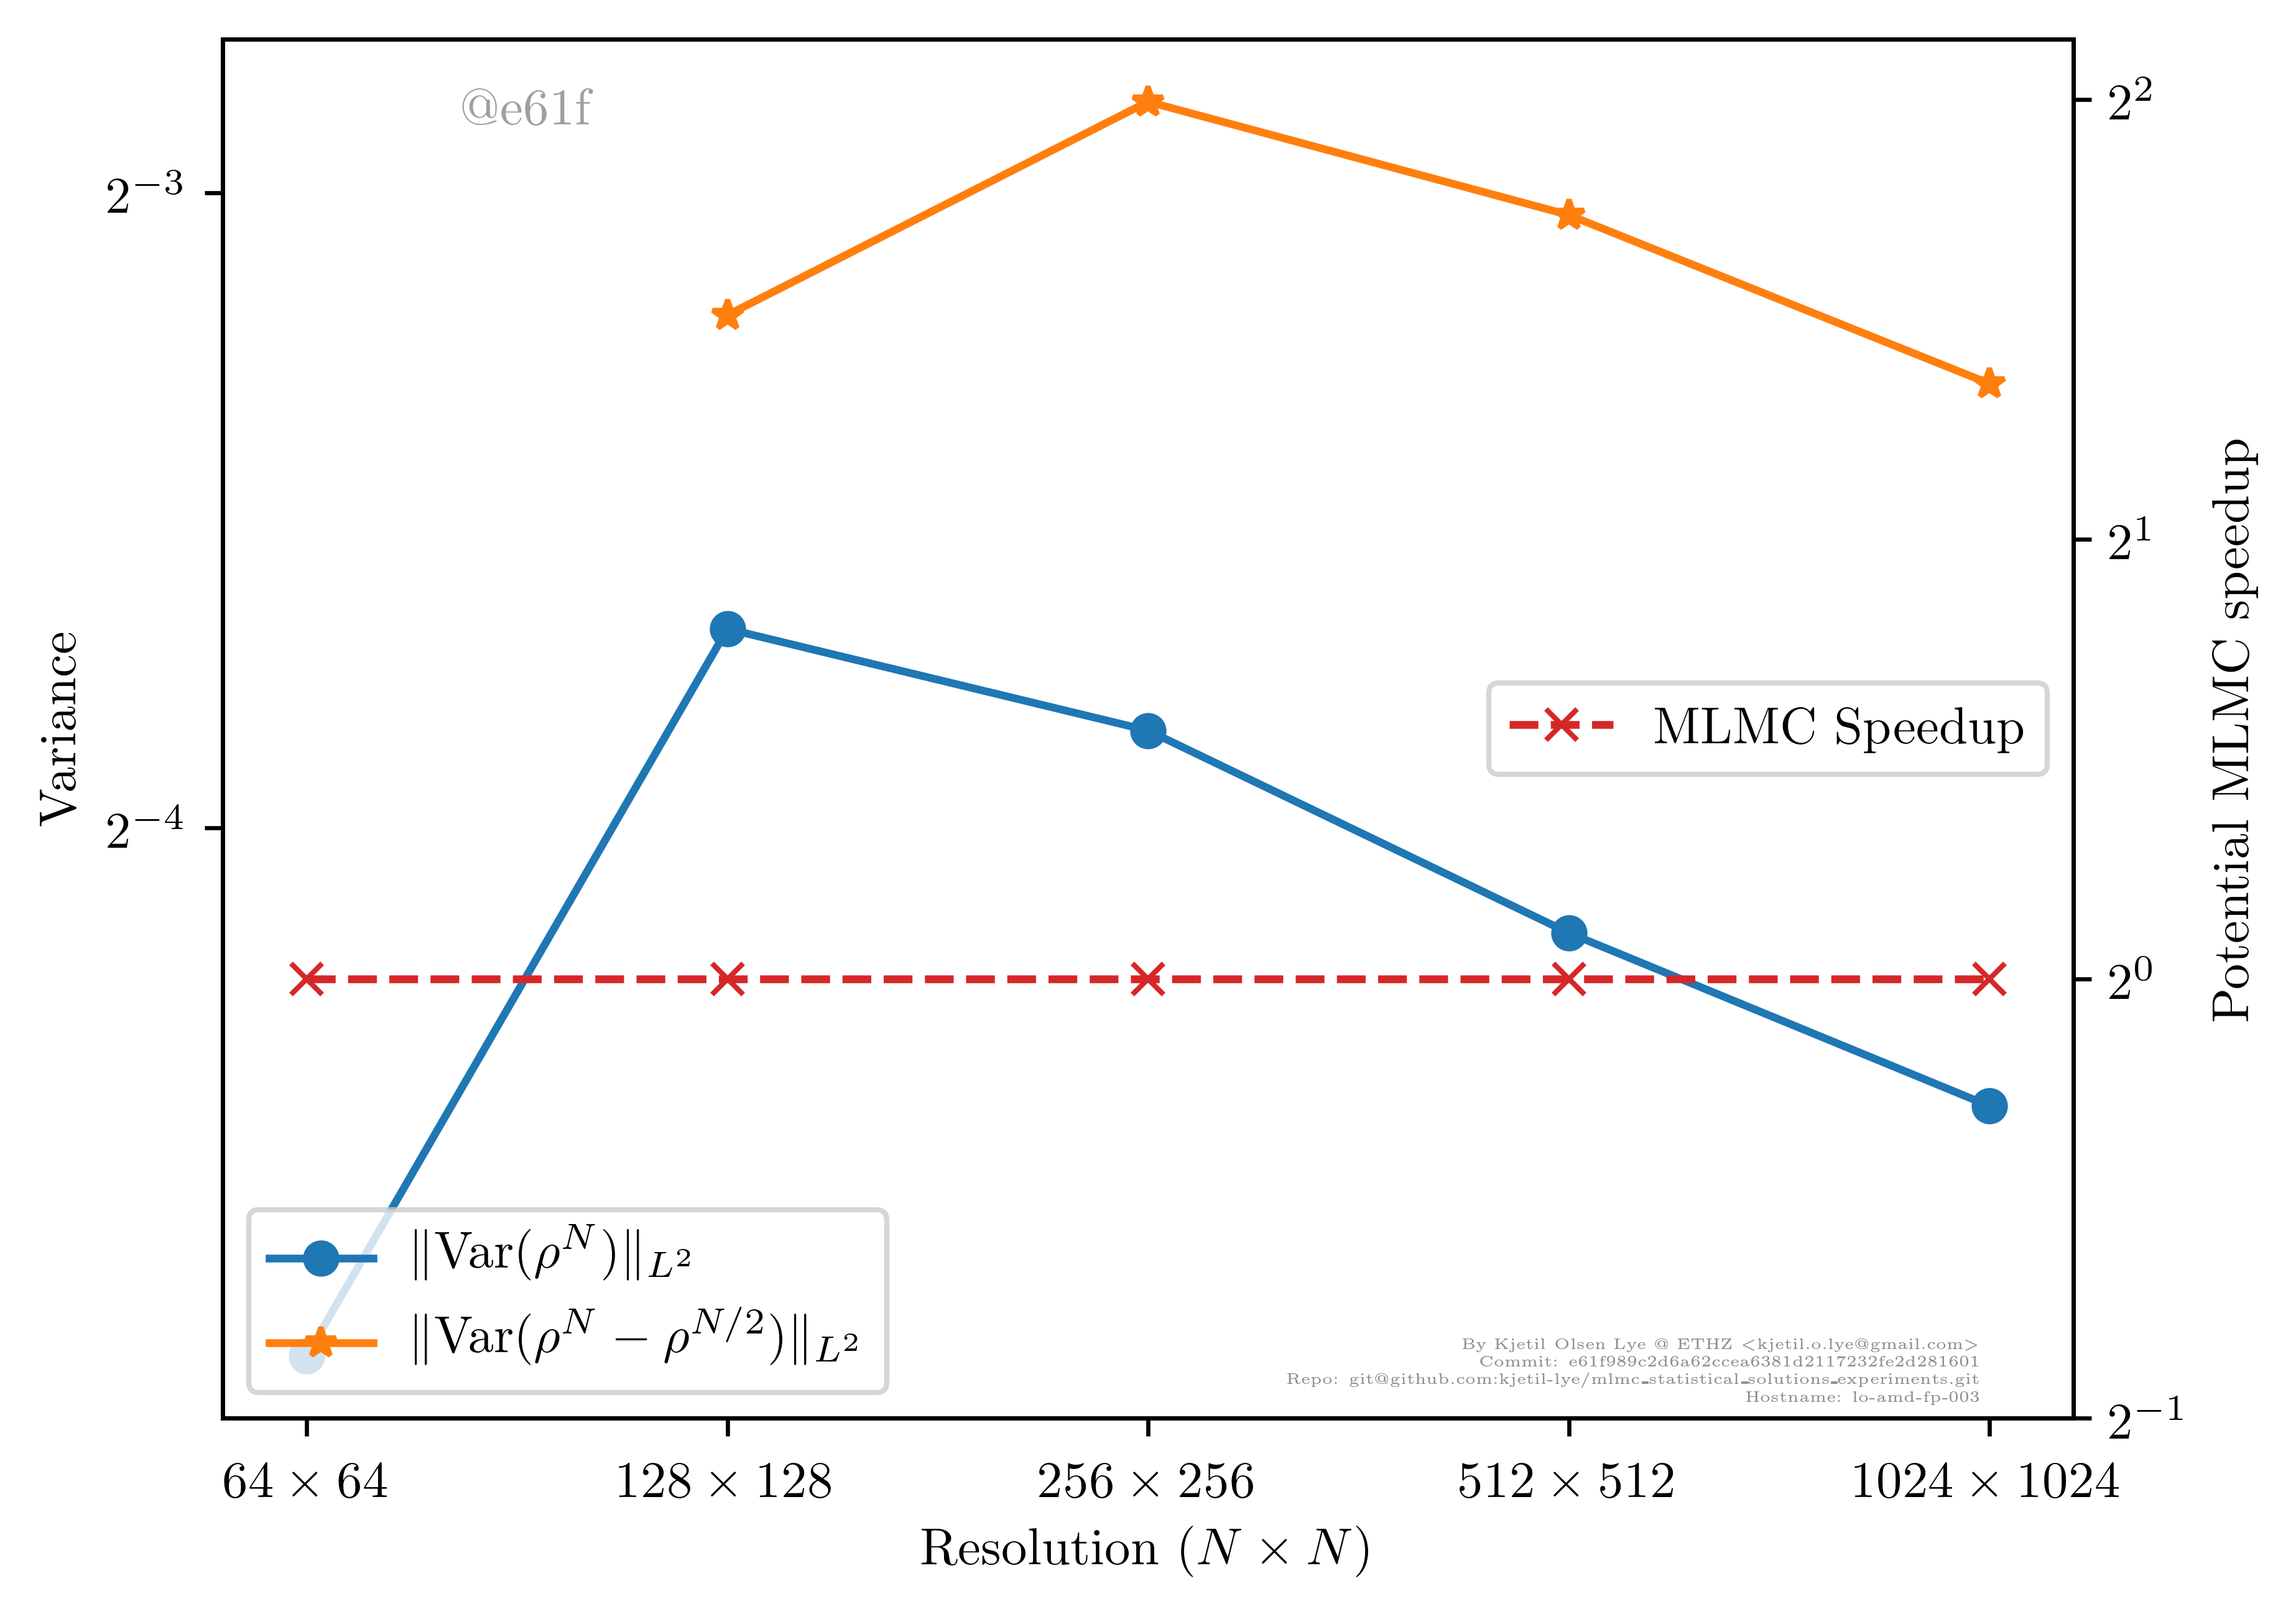 @e61f
2^{-3}
2^{-4}
Variance
2^2
2^1
2^0
2^{-1}
Potential MLMC speedup
MLMC Speedup
‖Var(ρ^N)‖_{L^2}
‖Var(ρ^N − ρ^{N/2})‖_{L^2}
By Kjetil Olsen Lye @ ETHZ <kjetil.o.lye@gmail.com>
Commit: e61f989c2d6a62ccea6381d2117232fe2d281601
Repo: git@github.com:kjetil-lye/mlmc_statistical_solutions_experiments.git
Hostname: lo-amd-fp-003
64 × 64 128 × 128 256 × 256 512 × 512 1024 × 1024
Resolution (N × N)